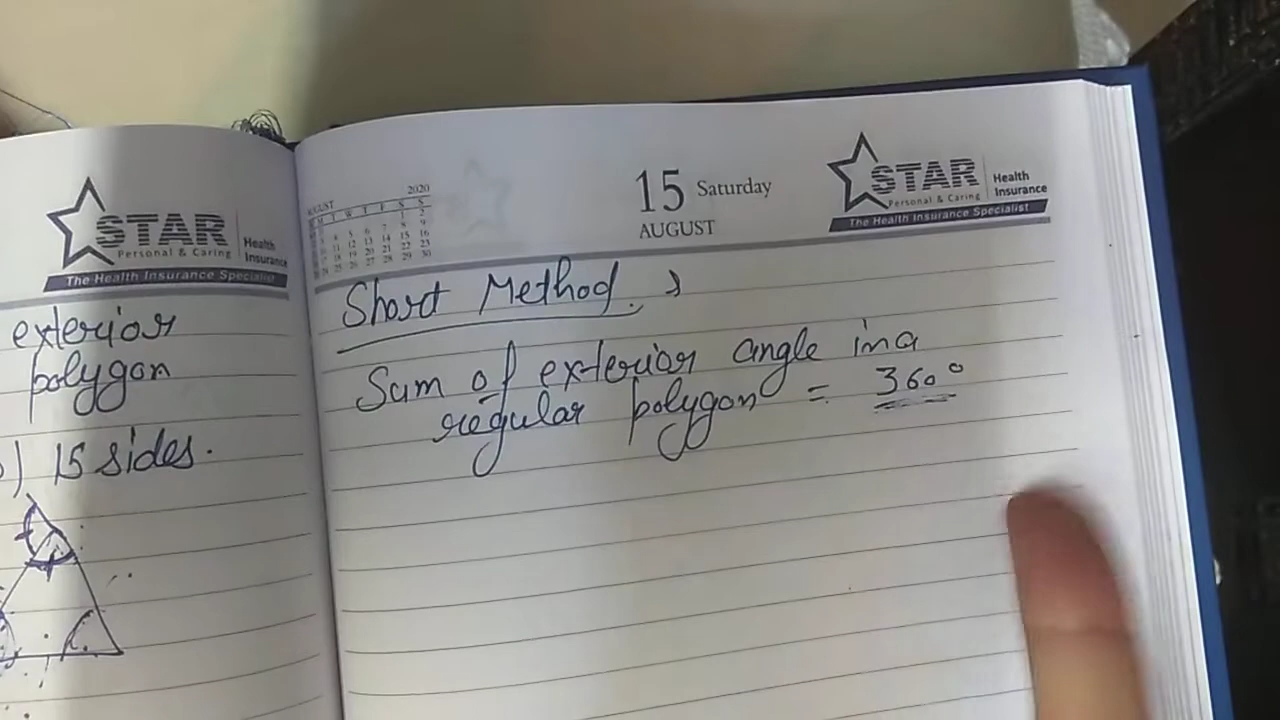 STAR
Health
Insurance
Personal & Caring
The Health Insurance Specialist
exterior
polygon
) 15 sides.
AUGUST 2020
15 Saturday
AUGUST
STAR
Health
Insurance
Personal & Caring
The Health Insurance Specialist
Short Method.
Sum of exterior angle in a
regular polygon = 360°